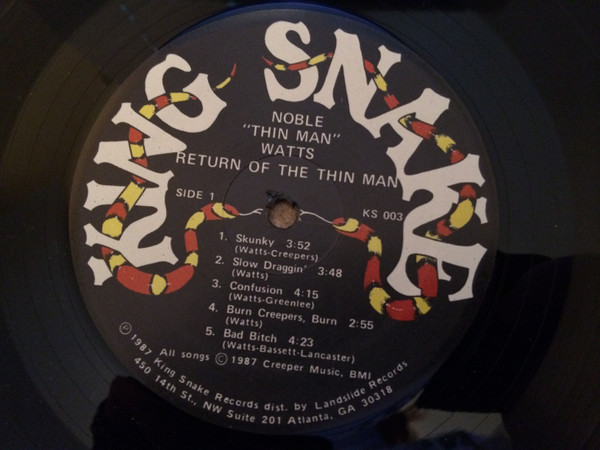 KING SNAKE
NOBLE
"THIN MAN"
WATTS
RETURN OF THE THIN MAN
SIDE 1
KS 003
1. Skunky 3:52
(Watts-Creepers)
2. Slow Draggin' 3:48
(Watts)
3. Confusion 4:15
(Watts-Greenlee)
4. Burn Creepers, Burn 2:55
(Watts)
5. Bad Bitch 4:23
(Watts-Bassett-Lancaster)
All songs © 1987 Creeper Music, BMI
℗ 1987 King Snake Records dist. by Landslide Records
450 14th St., NW Suite 201 Atlanta, GA 30318